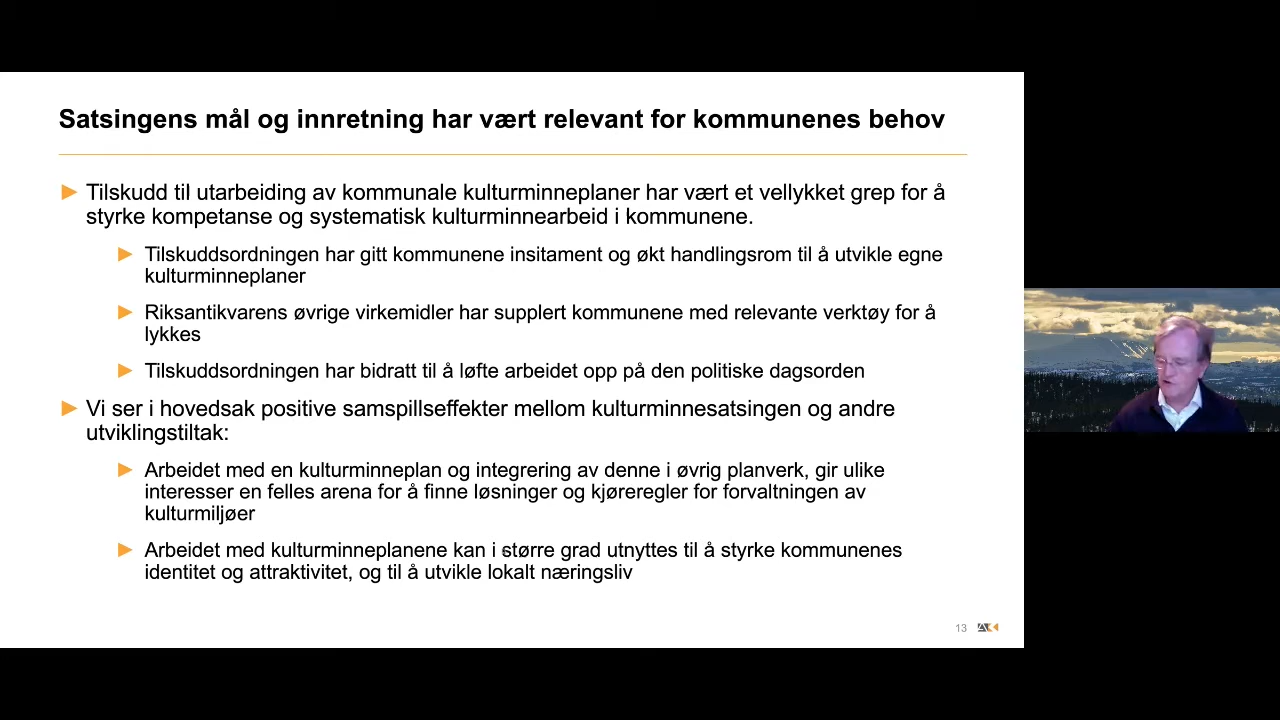 Satsingens mål og innretning har vært relevant for kommunenes behov
Tilskudd til utarbeiding av kommunale kulturminneplaner har vært et vellykket grep for å
styrke kompetanse og systematisk kulturminnearbeid i kommunene.
Tilskuddsordningen har gitt kommunene insitament og økt handlingsrom til å utvikle egne
kulturminneplaner
Riksantikvarens øvrige virkemidler har supplert kommunene med relevante verktøy for å
lykkes
Tilskuddsordningen har bidratt til å løfte arbeidet opp på den politiske dagsorden
Vi ser i hovedsak positive samspillseffekter mellom kulturminnesatsingen og andre
utviklingstiltak:
Arbeidet med en kulturminneplan og integrering av denne i øvrig planverk, gir ulike
interesser en felles arena for å finne løsninger og kjøreregler for forvaltningen av
kulturmiljøer
Arbeidet med kulturminneplanene kan i større grad utnyttes til å styrke kommunenes
identitet og attraktivitet, og til å utvikle lokalt næringsliv
13